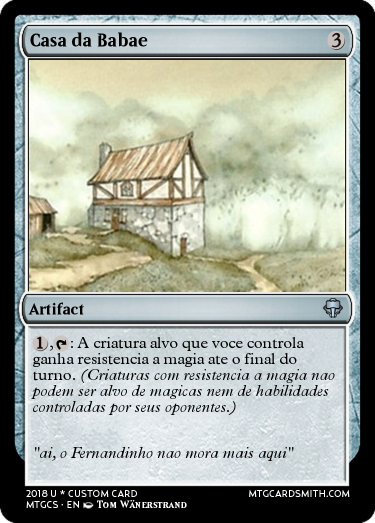 Casa da Babae 3
Artifact
1, : A criatura alvo que voce controla
ganha resistencia a magia ate o final do
turno. (Criaturas com resistencia a magia nao
podem ser alvo de magicas nem de habilidades
controladas por seus oponentes.)
"ai, o Fernandinho nao mora mais aqui"
2018 U * CUSTOM CARD MTGCARDSMITH.COM
MTGCS · EN Tom Wänerstrand